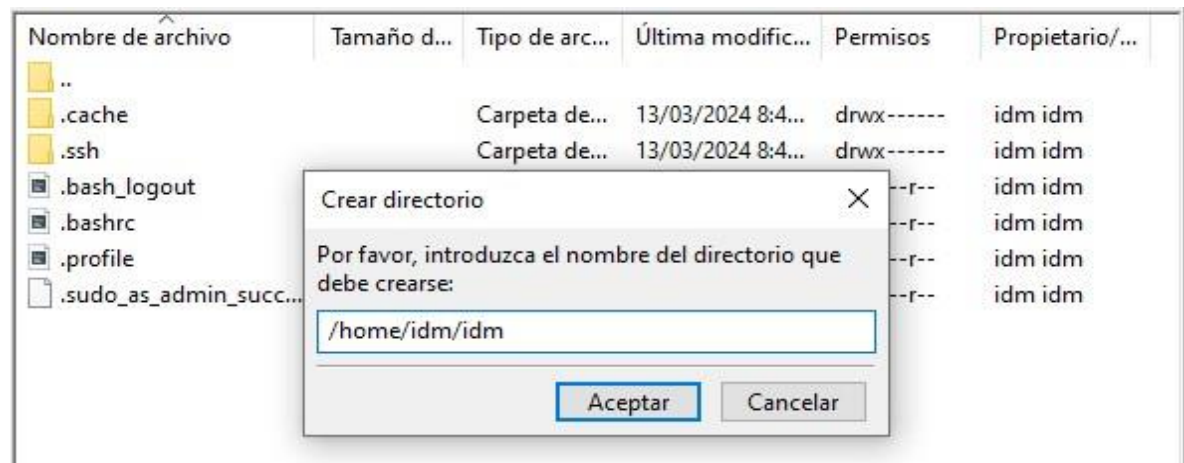 Nombre de archivo Tamaño d... Tipo de arc... Última modific... Permisos Propietario/...
..
.cache Carpeta de... 13/03/2024 8:4... drwx------ idm idm
.ssh Carpeta de... 13/03/2024 8:4... drwx------ idm idm
.bash_logout --r-- idm idm
.bashrc --r-- idm idm
.profile --r-- idm idm
.sudo_as_admin_succ... --r-- idm idm
Crear directorio
Por favor, introduzca el nombre del directorio que
debe crearse:
/home/idm/idm
Aceptar Cancelar